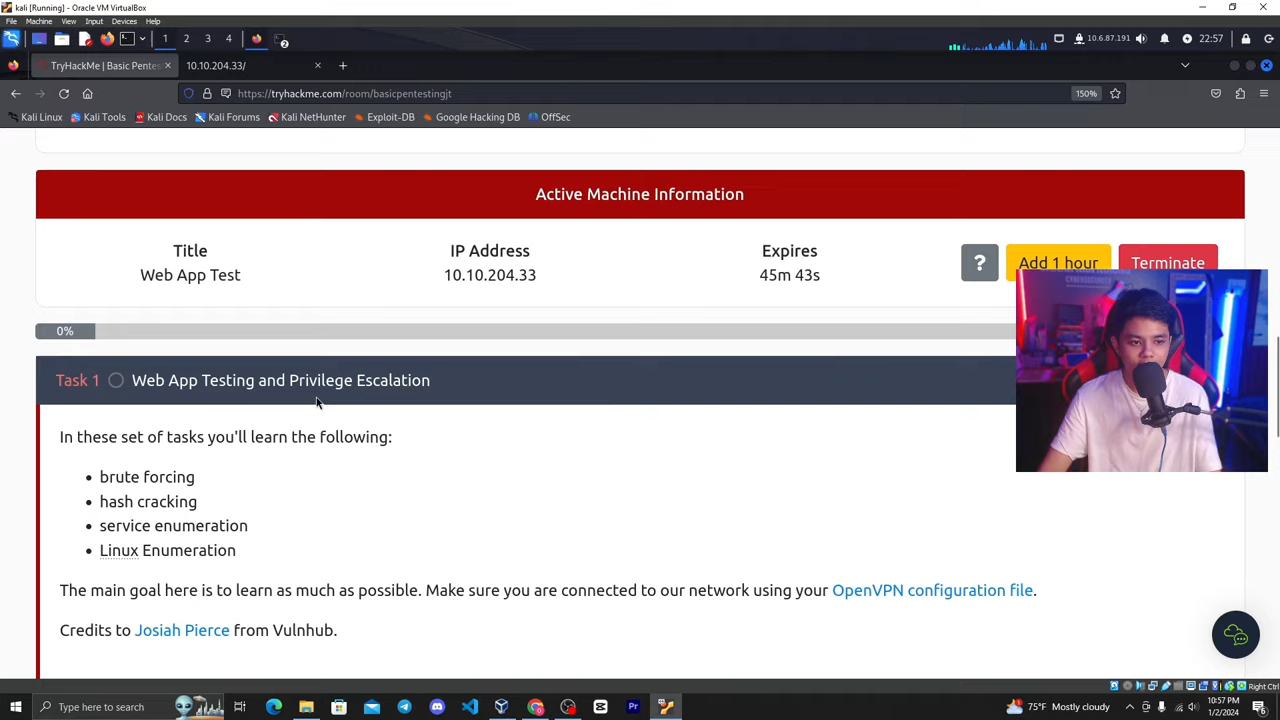 kali [Running] - Oracle VM VirtualBox
File Machine View Input Devices Help
1 2 3 4 2 10.6.87.191 22:57
TryHackMe | Basic Pentes 10.10.204.33/
https://tryhackme.com/room/basicpentestingjt 150%
Kali Linux Kali Tools Kali Docs Kali Forums Kali NetHunter Exploit-DB Google Hacking DB OffSec
Active Machine Information
Title IP Address Expires
Web App Test 10.10.204.33 45m 43s ? Add 1 hour Terminate
0%
Task 1 Web App Testing and Privilege Escalation
In these set of tasks you'll learn the following:
• brute forcing
• hash cracking
• service enumeration
• Linux Enumeration
The main goal here is to learn as much as possible. Make sure you are connected to our network using your OpenVPN configuration file.
Credits to Josiah Pierce from Vulnhub.
Right Ctrl
Type here to search Pr 75°F Mostly cloudy 10:57 PM
1/2/2024 6